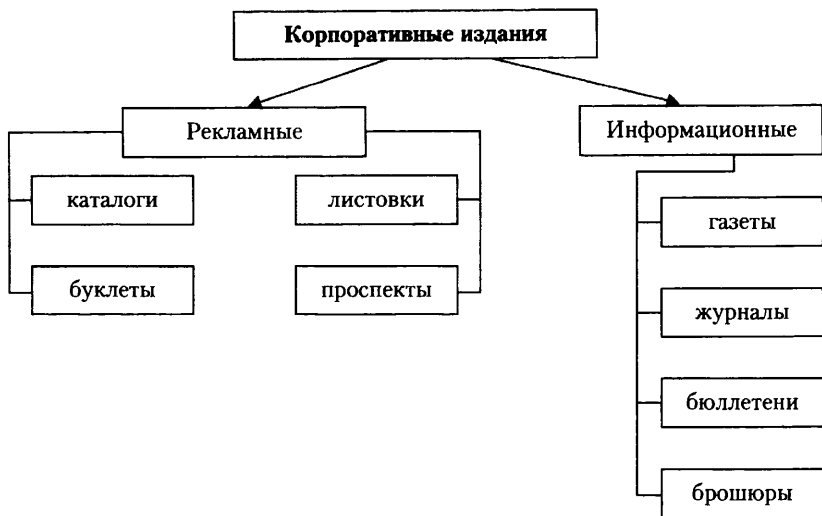 Корпоративные издания
Рекламные
Информационные
каталоги
листовки
газеты
буклеты
проспекты
журналы
бюллетени
брошюры